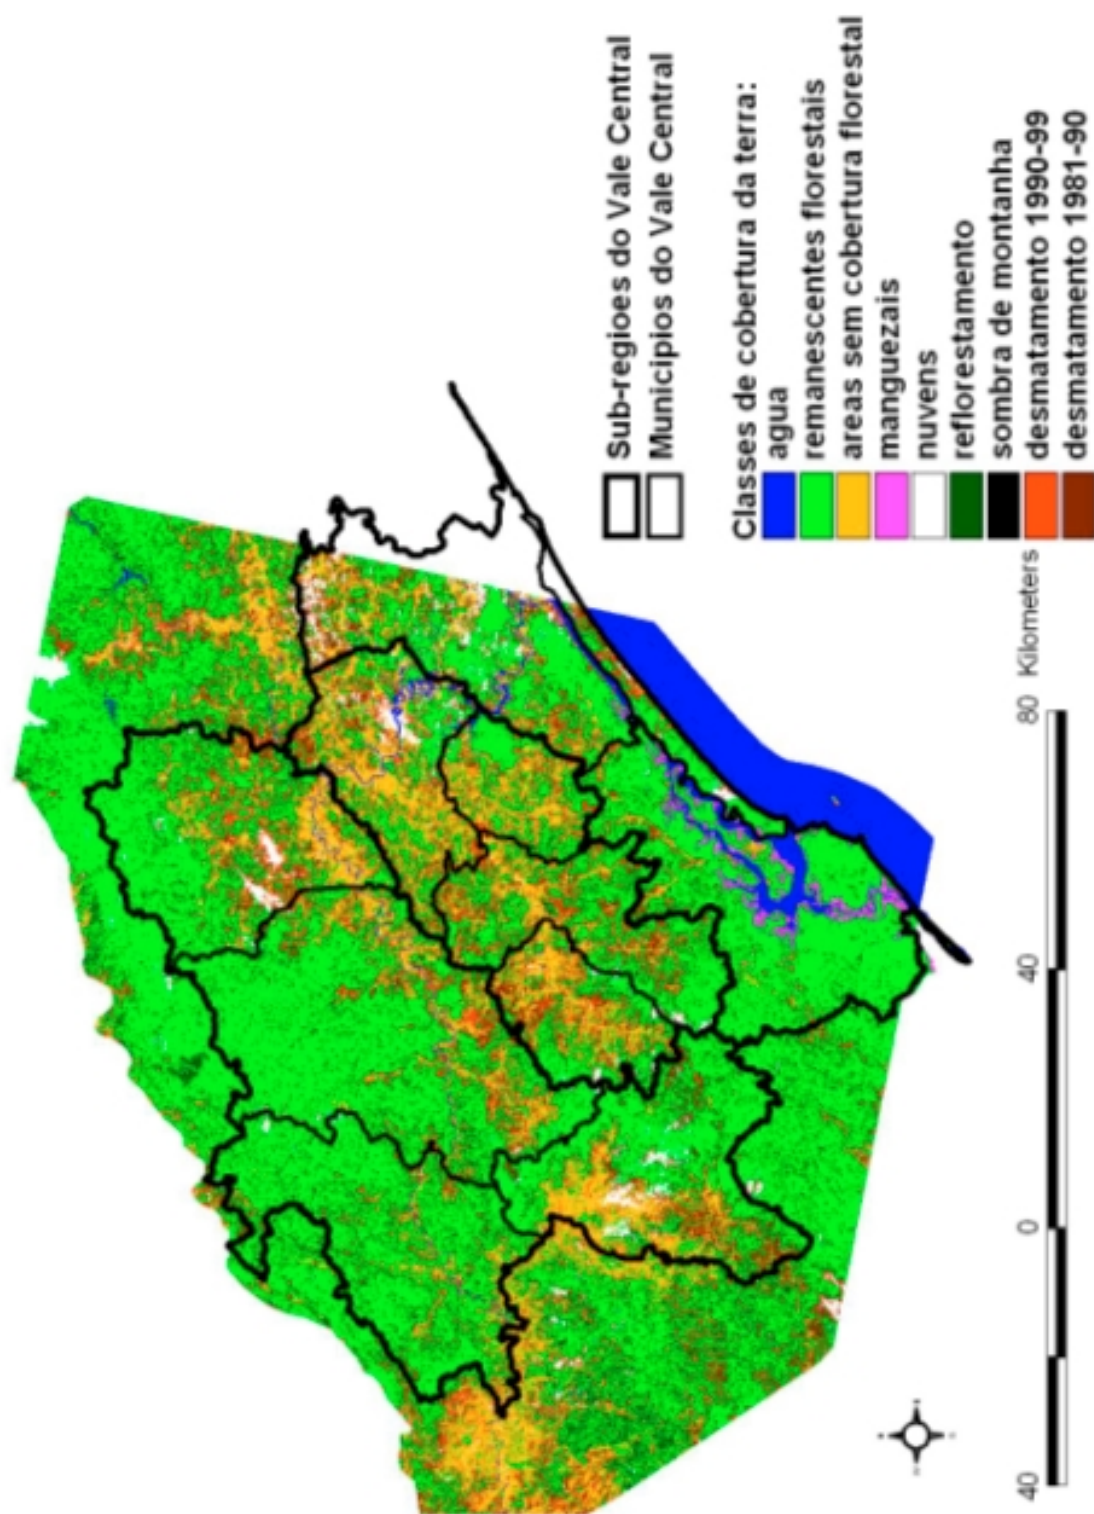 Sub-regioes do Vale Central
Municipios do Vale Central
Classes de cobertura da terra:
agua
remanescentes florestais
areas sem cobertura florestal
manguezais
nuvens
reflorestamento
sombra de montanha
desmatamento 1990-99
desmatamento 1981-90
40 0 40 80 Kilometers